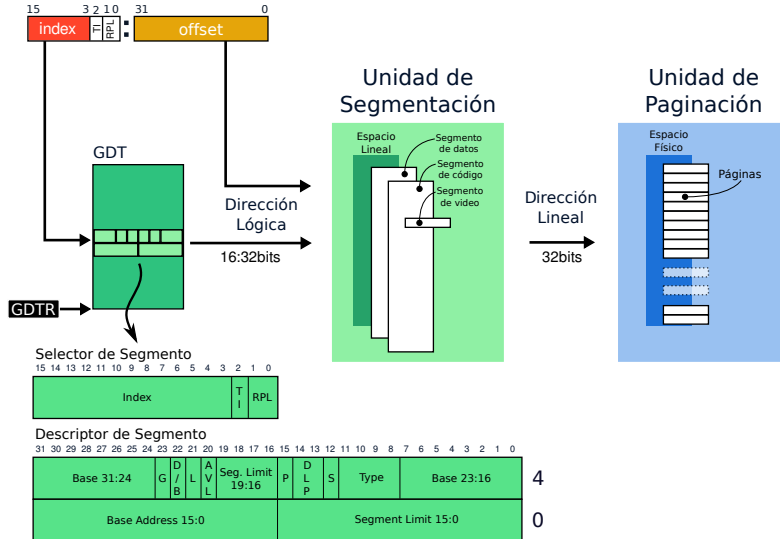 15 3 2 1 0 31 0
index TI RPL : offset
Unidad de
Segmentación
Unidad de
Paginación
GDT
Espacio
Lineal
Segmento
de datos
Segmento
de código
Segmento
de video
Espacio
Físico
Páginas
Dirección
Lógica
16:32bits
Dirección
Lineal
32bits
GDTR
Selector de Segmento
15 14 13 12 11 10 9 8 7 6 5 4 3 2 1 0
Index TI RPL
Descriptor de Segmento
31 30 29 28 27 26 25 24 23 22 21 20 19 18 17 16 15 14 13 12 11 10 9 8 7 6 5 4 3 2 1 0
Base 31:24 G D/B L AVL Seg. Limit 19:16 P DLP S Type Base 23:16 4
Base Address 15:0 Segment Limit 15:0 0